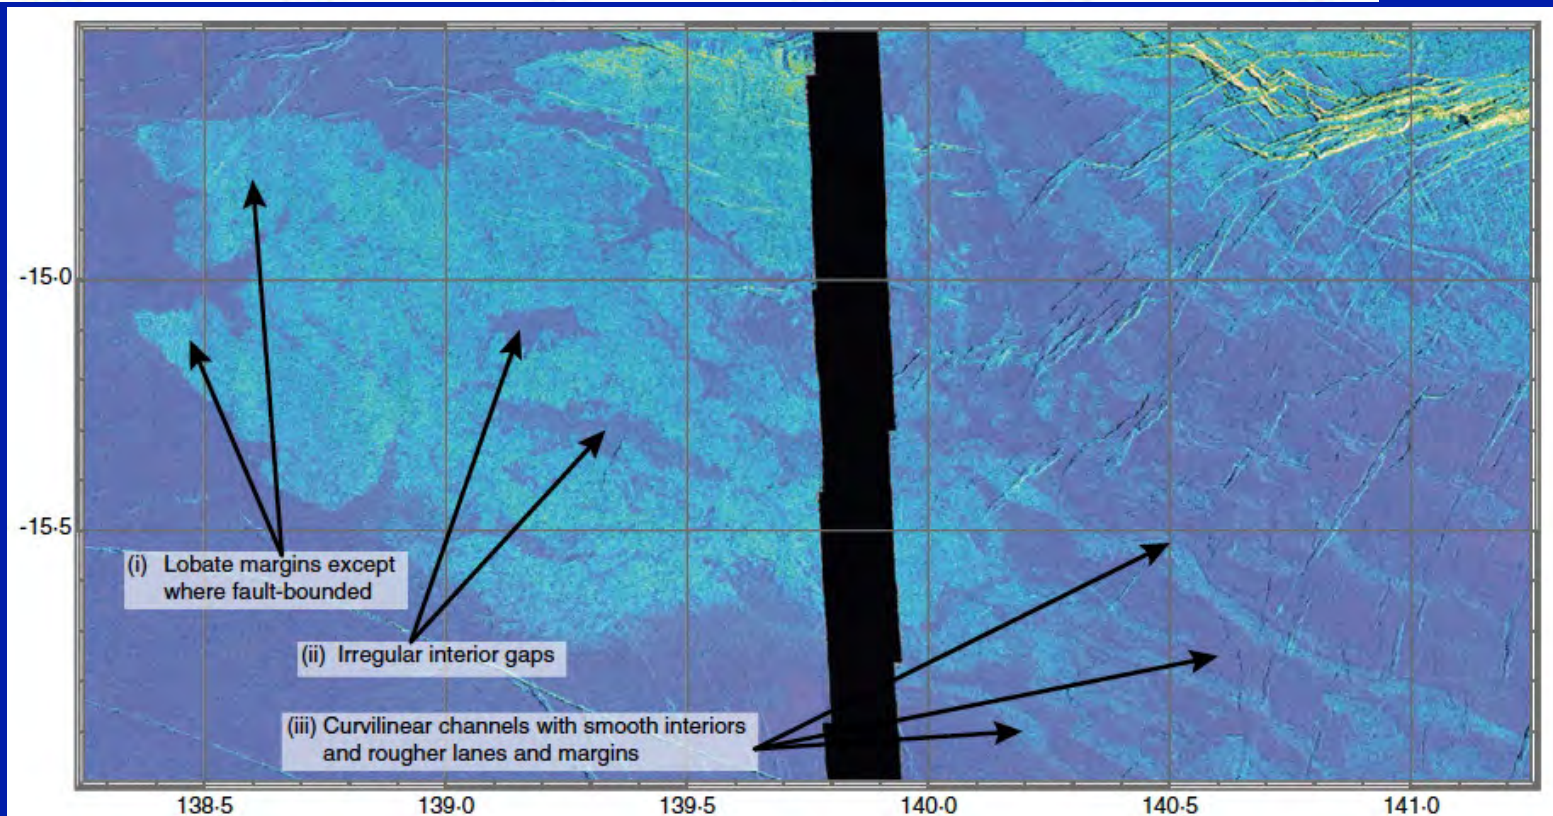 -15·0
-15·5
(i) Lobate margins except
where fault-bounded
(ii) Irregular interior gaps
(iii) Curvilinear channels with smooth interiors
and rougher lanes and margins
138·5 139·0 139·5 140·0 140·5 141·0